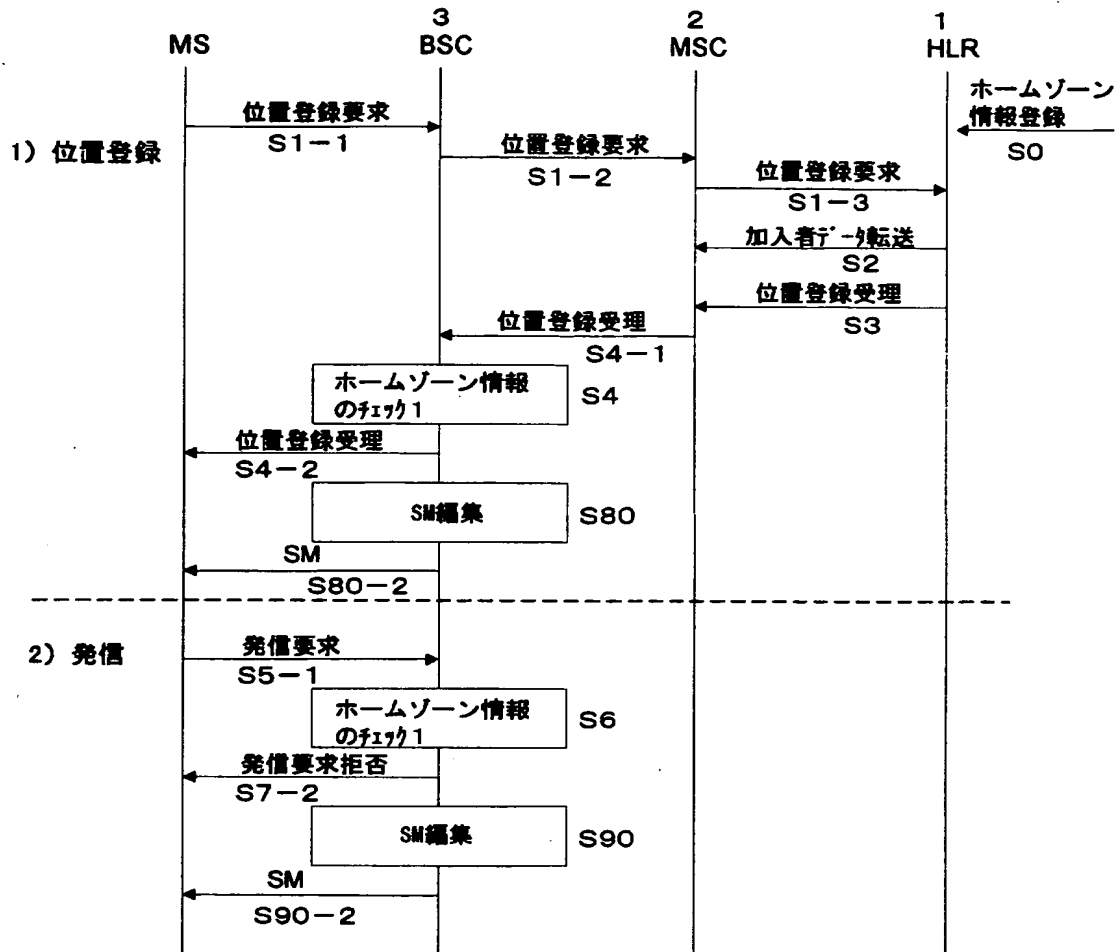 3
2
1
MS
BSC
MSC
HLR
ホームゾーン
情報登録
S0
1) 位置登録
位置登録要求
S1-1
位置登録要求
S1-2
位置登録要求
S1-3
加入者ﾃﾞｰﾀ転送
S2
位置登録受理
S3
位置登録受理
S4-1
ホームゾーン情報
のﾁｪｯｸ1
S4
位置登録受理
S4-2
SM編集
S80
SM
S80-2
2) 発信
発信要求
S5-1
ホームゾーン情報
のﾁｪｯｸ1
S6
発信要求拒否
S7-2
SM編集
S90
SM
S90-2